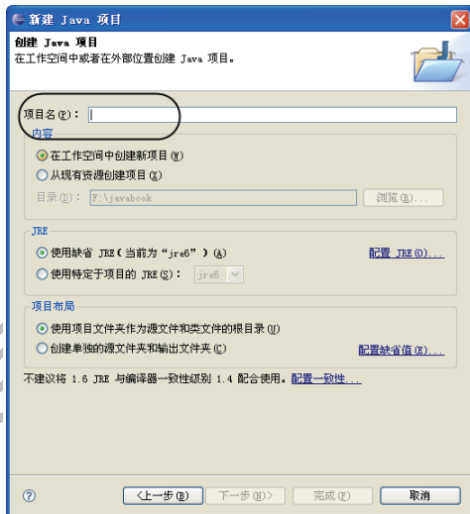 新建 Java 项目
创建 Java 项目
在工作空间中或者在外部位置创建 Java 项目。
项目名(P):
内容
在工作空间中创建新项目(W)
从现有资源创建项目(X)
目录(D): F:\javabook 浏览(R)...
JRE
使用缺省 JRE(当前为“jre6”)(A) 配置 JRE(O)...
使用特定于项目的 JRE(S): jre6
项目布局
使用项目文件夹作为源文件和类文件的根目录(U)
创建单独的源文件夹和输出文件夹(C) 配置缺省值(E)...
不建议将 1.6 JRE 与编译器一致性级别 1.4 配合使用。配置一致性...
<上一步(B) 下一步(N)> 完成(F) 取消